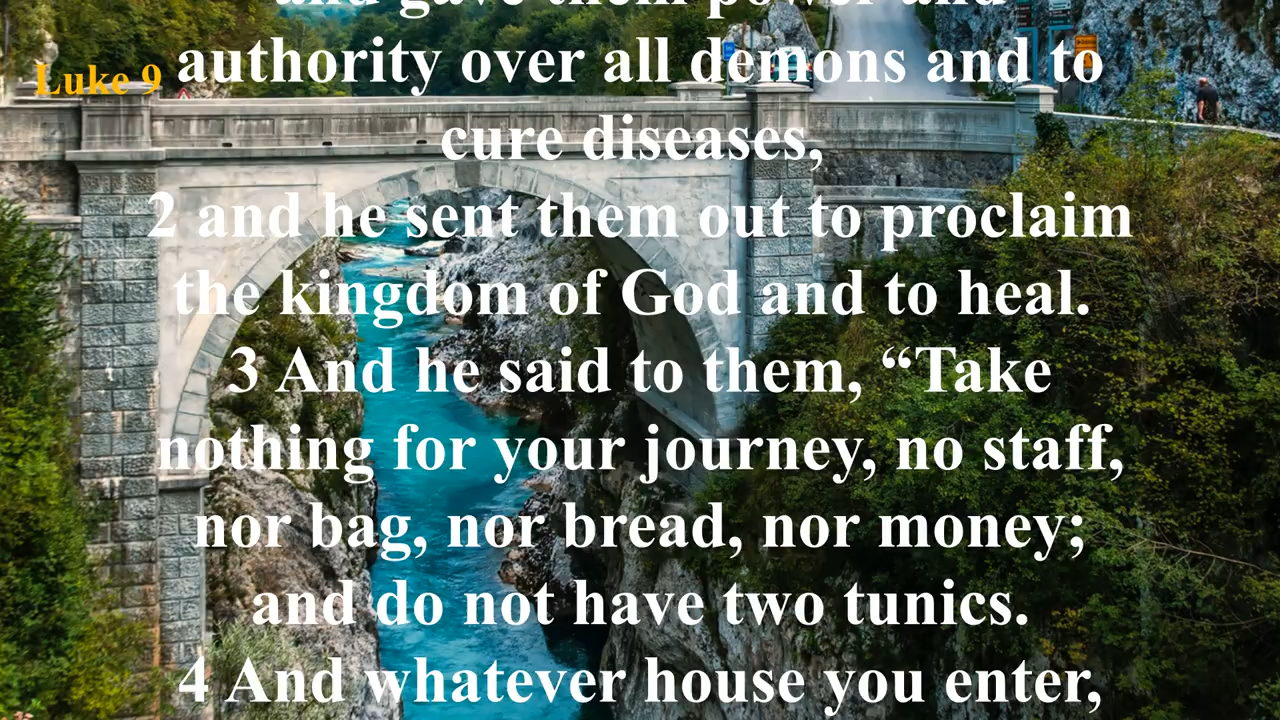 and gave them power and
Luke 9
authority over all demons and to
cure diseases,
2 and he sent them out to proclaim
the kingdom of God and to heal.
3 And he said to them, “Take
nothing for your journey, no staff,
nor bag, nor bread, nor money;
and do not have two tunics.
4 And whatever house you enter,